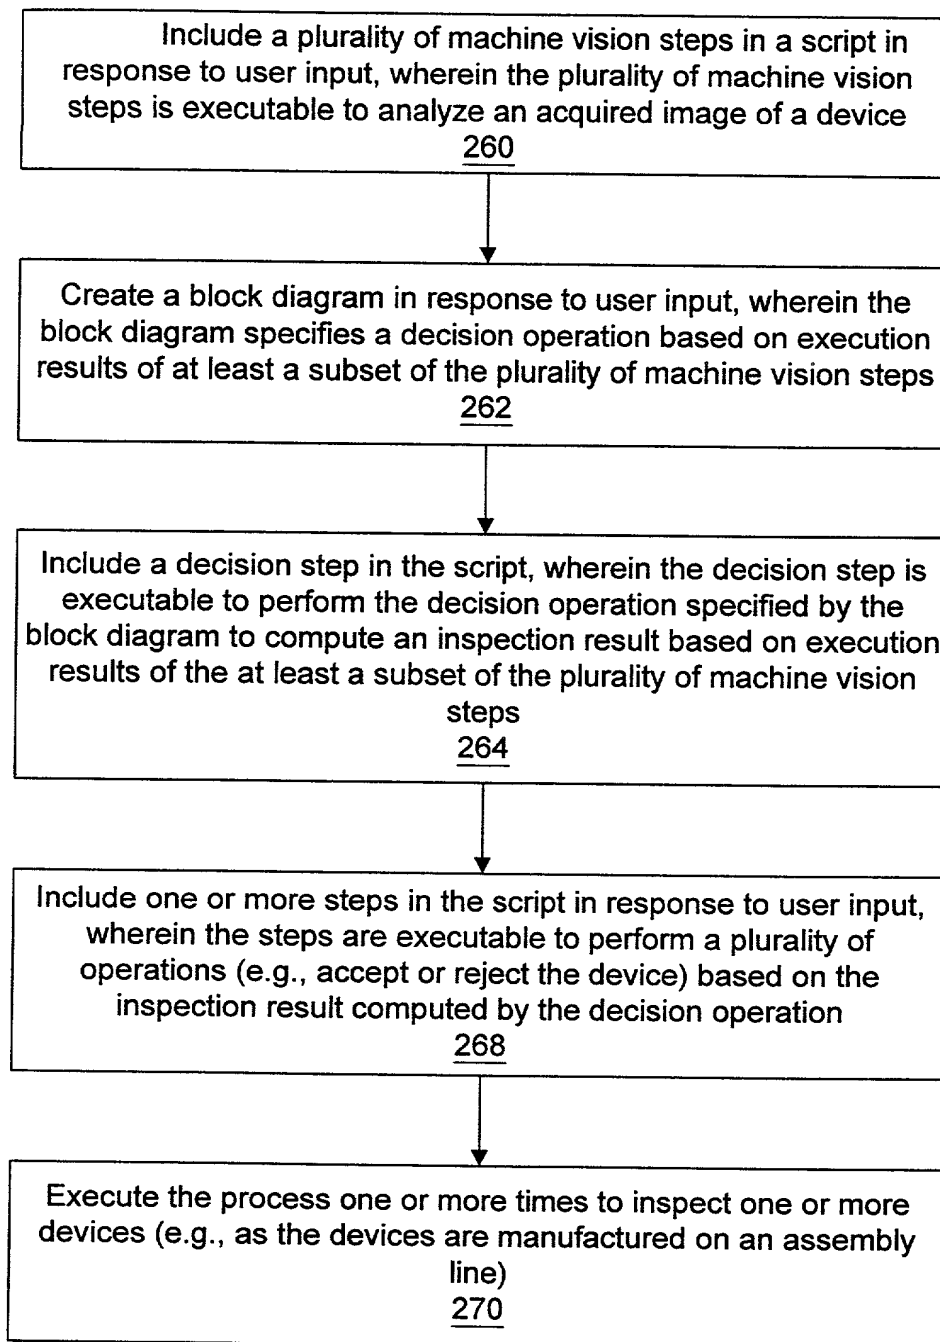 Include a plurality of machine vision steps in a script in
response to user input, wherein the plurality of machine vision
steps is executable to analyze an acquired image of a device
260
Create a block diagram in response to user input, wherein the
block diagram specifies a decision operation based on execution
results of at least a subset of the plurality of machine vision steps
262
Include a decision step in the script, wherein the decision step is
executable to perform the decision operation specified by the
block diagram to compute an inspection result based on execution
results of the at least a subset of the plurality of machine vision
steps
264
Include one or more steps in the script in response to user input,
wherein the steps are executable to perform a plurality of
operations (e.g., accept or reject the device) based on the
inspection result computed by the decision operation
268
Execute the process one or more times to inspect one or more
devices (e.g., as the devices are manufactured on an assembly
line)
270